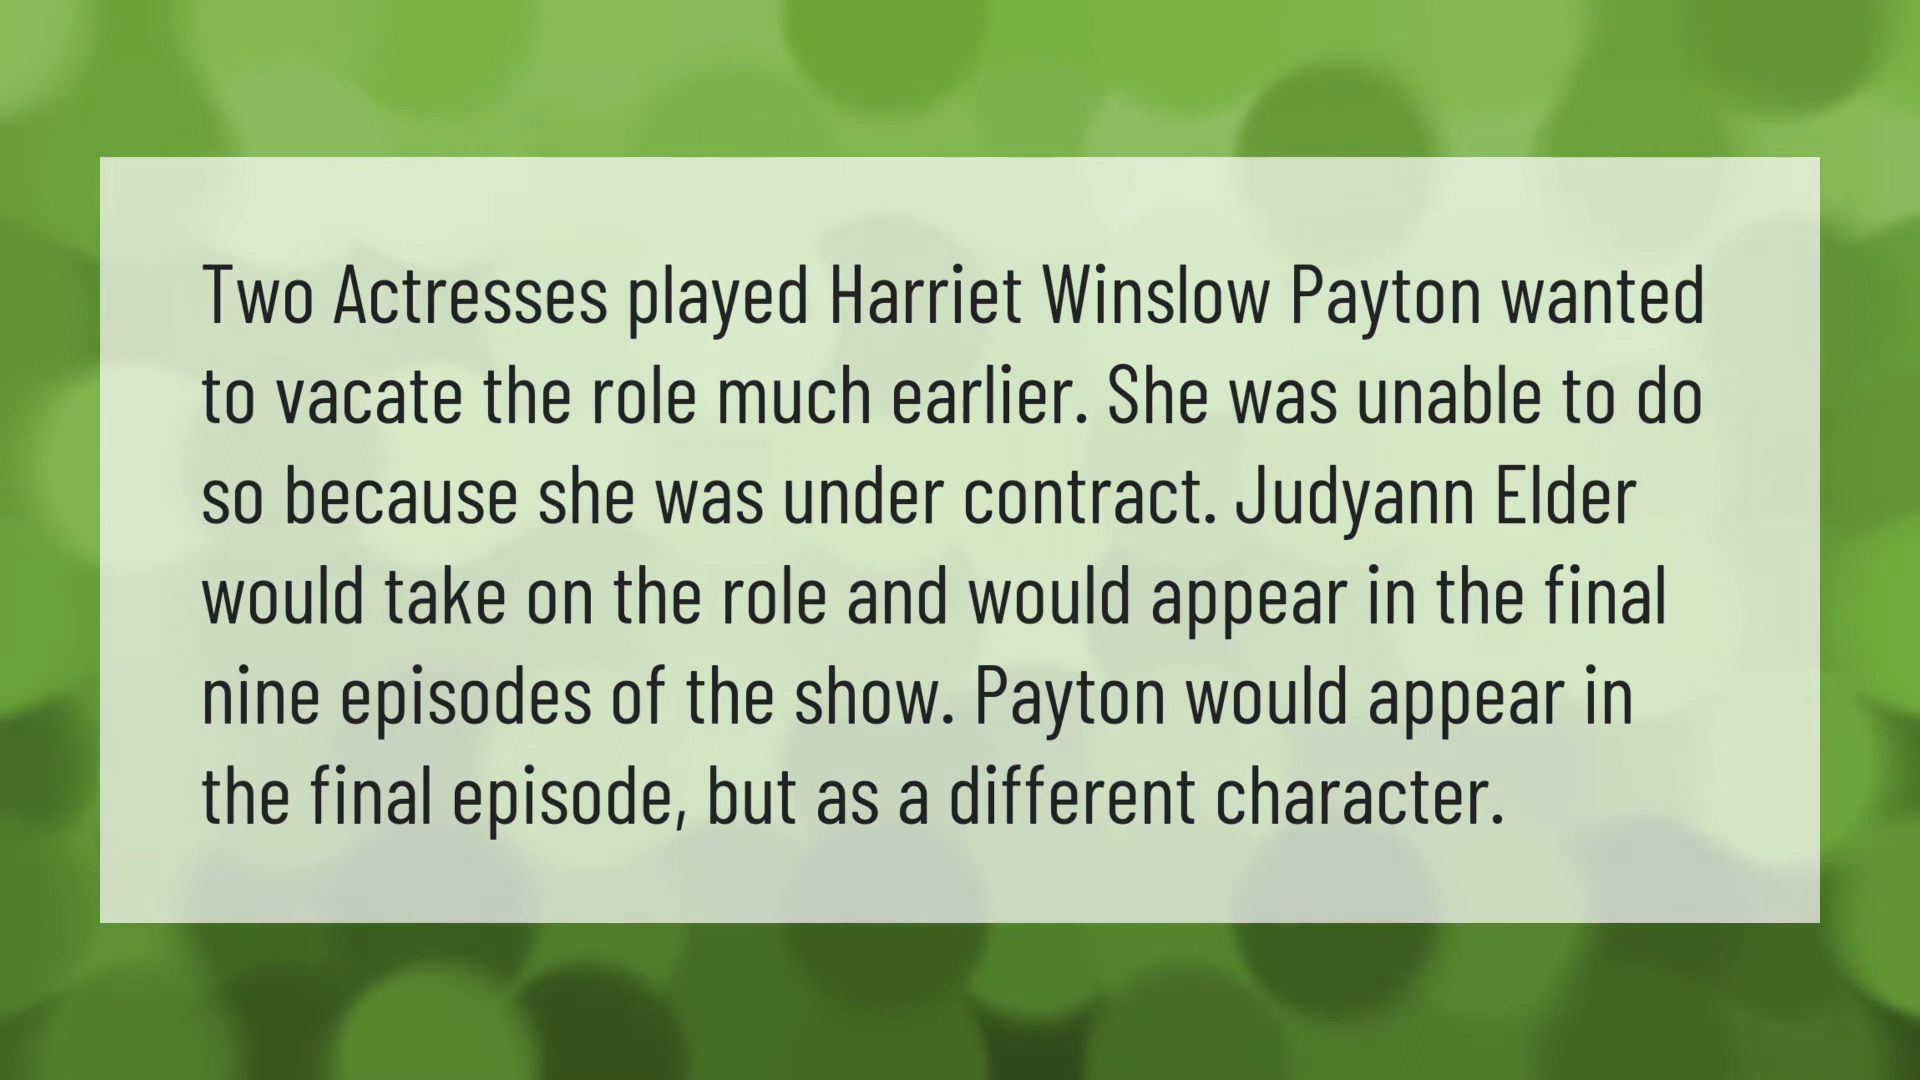 Two Actresses played Harriet Winslow Payton wanted
to vacate the role much earlier. She was unable to do
so because she was under contract. Judyann Elder
would take on the role and would appear in the final
nine episodes of the show. Payton would appear in
the final episode, but as a different character.